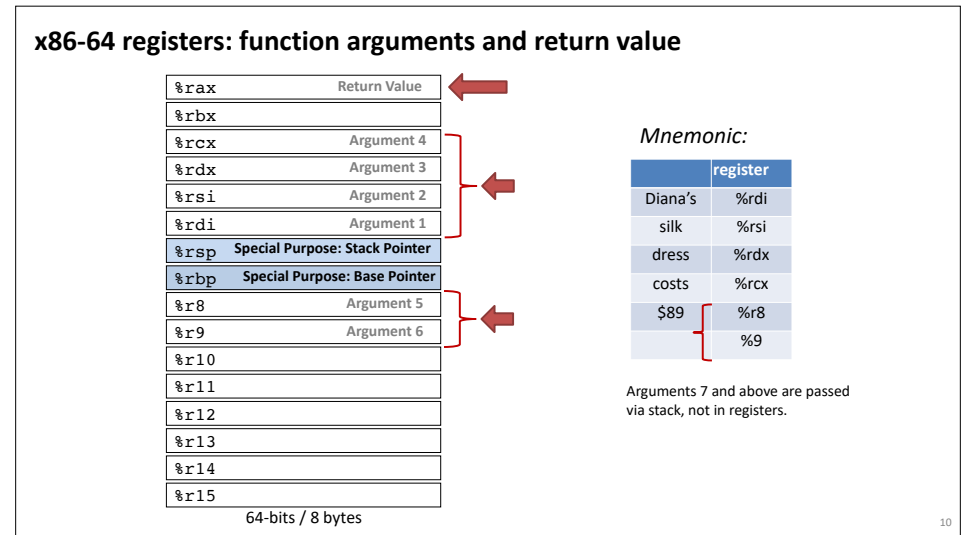 x86-64 registers: function arguments and return value
%rax Return Value
%rbx
%rcx Argument 4
%rdx Argument 3
%rsi Argument 2
%rdi Argument 1
%rsp Special Purpose: Stack Pointer
%rbp Special Purpose: Base Pointer
%r8 Argument 5
%r9 Argument 6
%r10
%r11
%r12
%r13
%r14
%r15
64-bits / 8 bytes
Mnemonic:
register
Diana’s %rdi
silk %rsi
dress %rdx
costs %rcx
$89 %r8
%9
Arguments 7 and above are passed
via stack, not in registers.
10